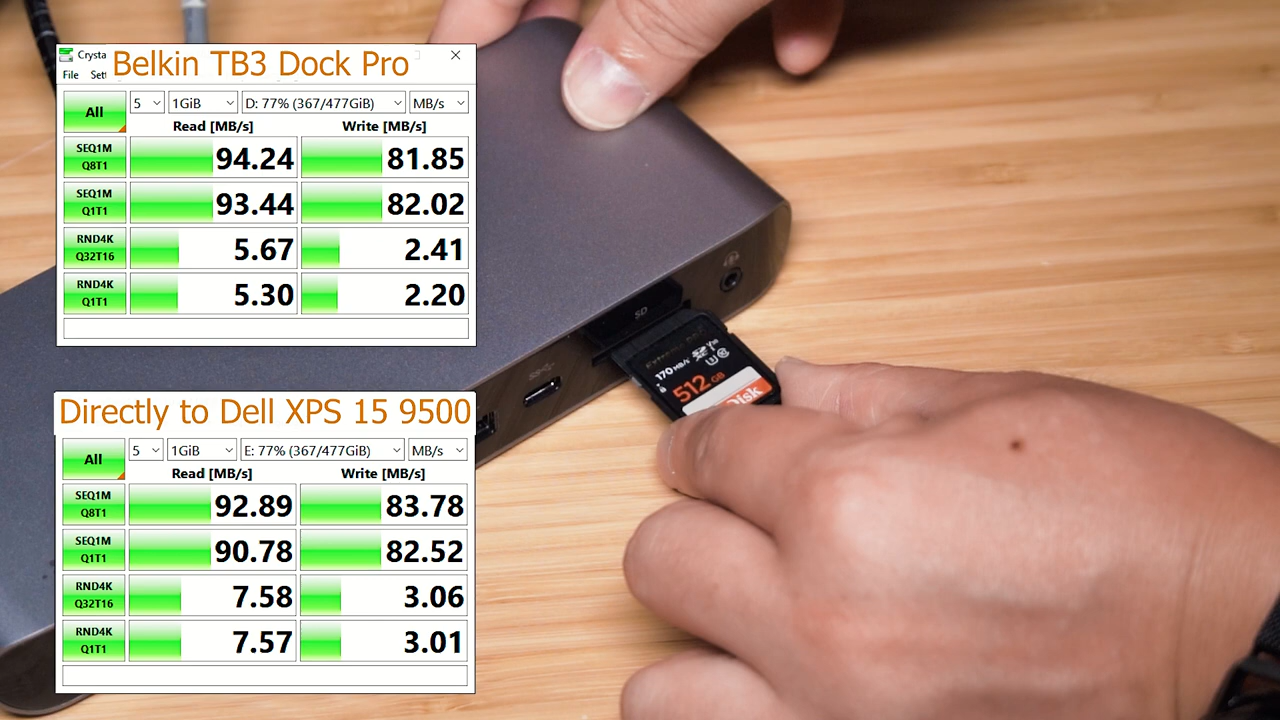 Crysta
Belkin TB3 Dock Pro
File
All
5
1GiB
D: 77% (367/477GiB)
MB/s
Read [MB/s]
Write [MB/s]
SEQ1M
Q8T1
94.24
81.85
SEQ1M
Q1T1
93.44
82.02
RND4K
Q32T16
5.67
2.41
RND4K
Q1T1
5.30
2.20
Directly to Dell XPS 15 9500
All
5
1GiB
E: 77% (367/477GiB)
MB/s
Read [MB/s]
Write [MB/s]
SEQ1M
Q8T1
92.89
83.78
SEQ1M
Q1T1
90.78
82.52
RND4K
Q32T16
7.58
3.06
RND4K
Q1T1
7.57
3.01
SD
170 MB/s
512 GB